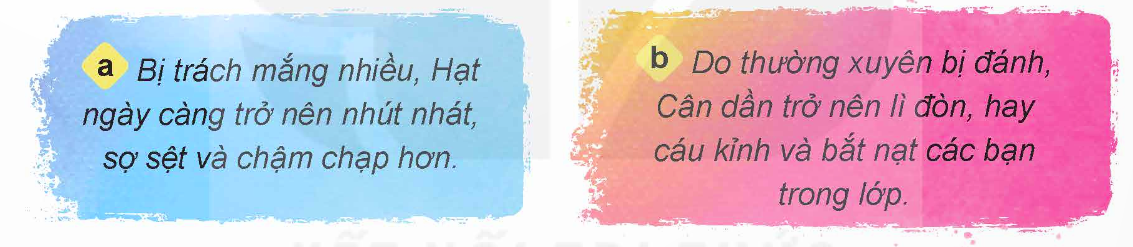 a Bị trách mắng nhiều, Hạt
ngày càng trở nên nhút nhát,
sợ sệt và chậm chạp hơn.
b Do thường xuyên bị đánh,
Cân dần trở nên lì đòn, hay
cáu kỉnh và bắt nạt các bạn
trong lớp.